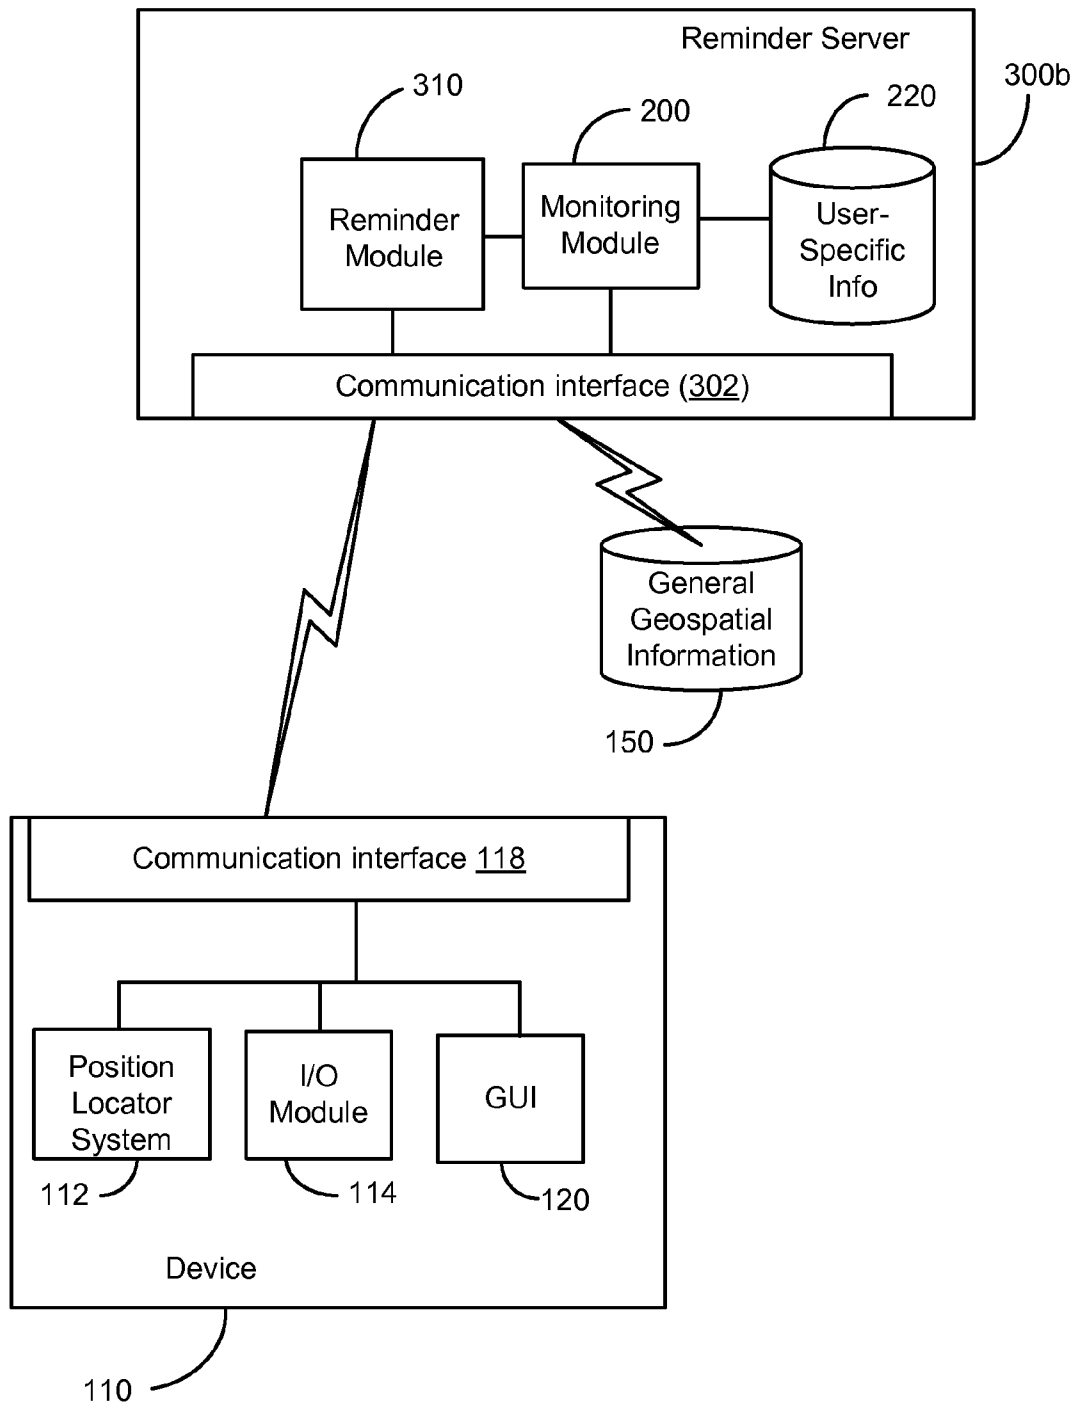 Reminder Server
300b
310
200
220
Reminder
Module
Monitoring
Module
User-
Specific
Info
Communication interface (302)
General
Geospatial
Information
150
Communication interface 118
Position
Locator
System
I/O
Module
GUI
112
114
120
Device
110